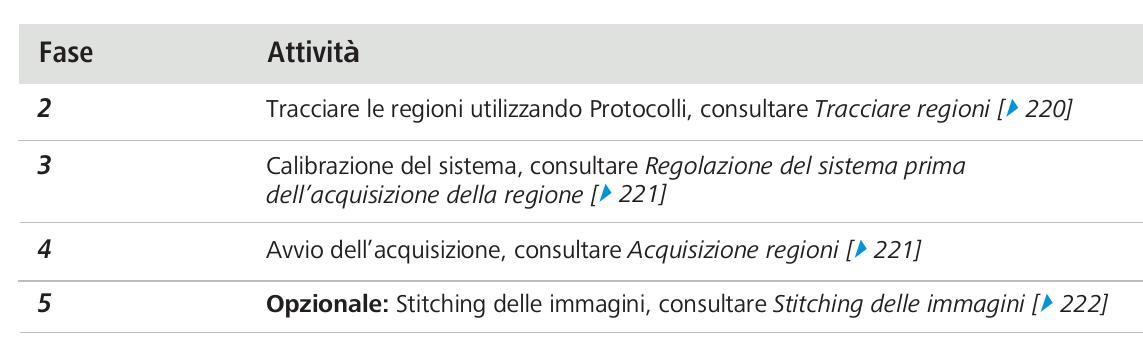 Fase Attività
2 Tracciare le regioni utilizzando Protocolli, consultare Tracciare regioni [▶ 220]
3 Calibrazione del sistema, consultare Regolazione del sistema prima
dell'acquisizione della regione [▶ 221]
4 Avvio dell'acquisizione, consultare Acquisizione regioni [▶ 221]
5 Opzionale: Stitching delle immagini, consultare Stitching delle immagini [▶ 222]